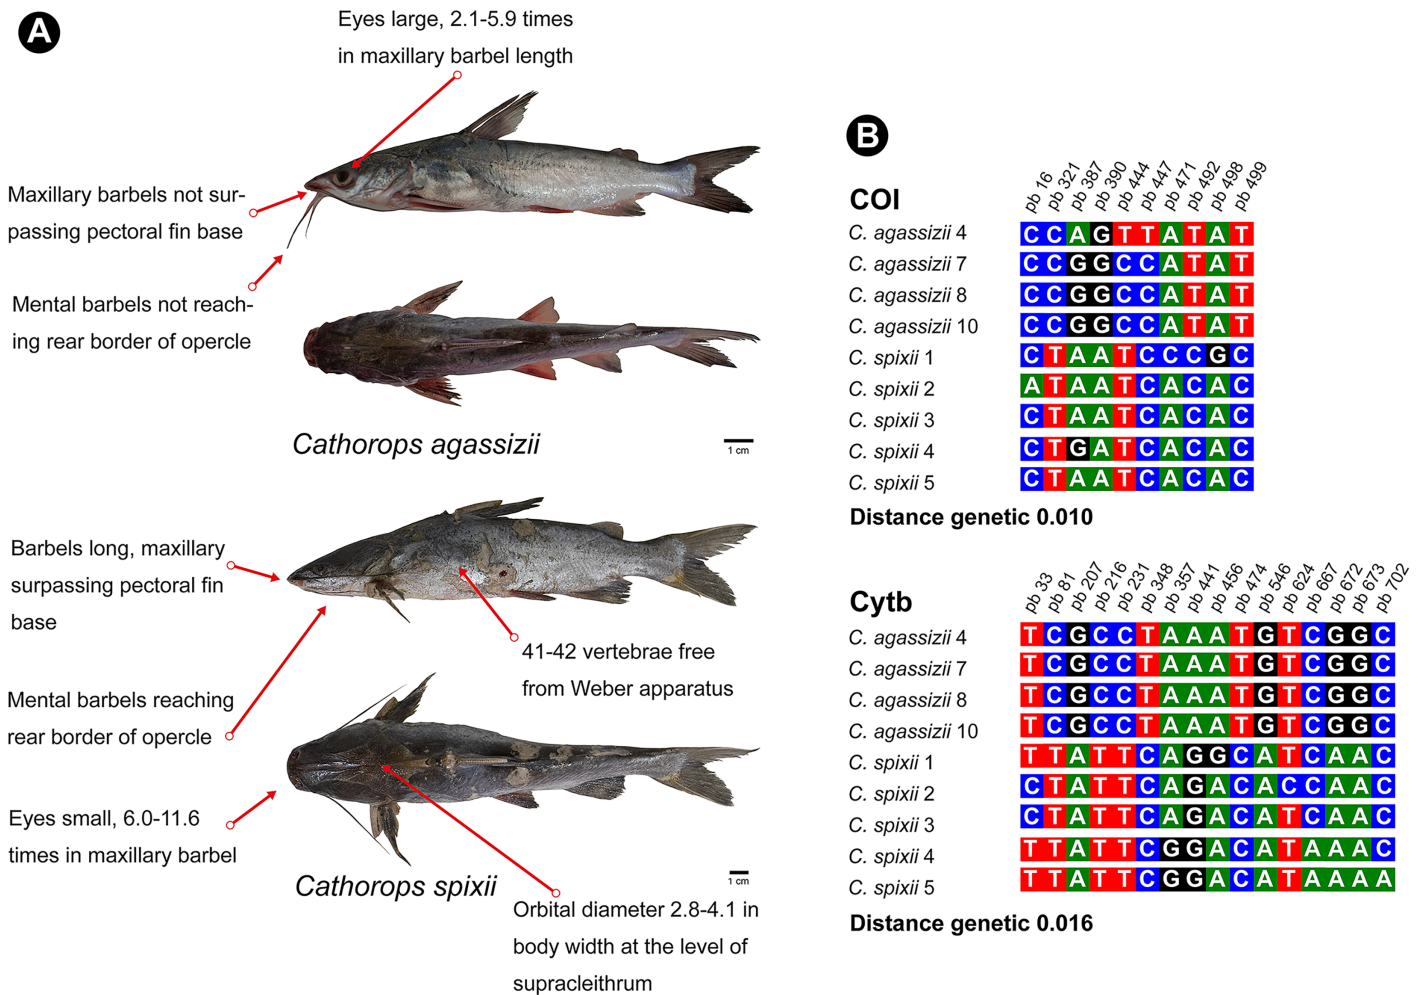 A
Eyes large, 2.1-5.9 times
in maxillary barbel length
Maxillary barbels not sur-
passing pectoral fin base
Mental barbels not reach-
ing rear border of opercle
Cathorops agassizii
1 cm
Barbels long, maxillary
surpassing pectoral fin
base
41-42 vertebrae free
from Weber apparatus
Mental barbels reaching
rear border of opercle
Eyes small, 6.0-11.6
times in maxillary barbel
Cathorops spixii
1 cm
Orbital diameter 2.8-4.1 in
body width at the level of
supracleithrum
B
COI
pb 16 pb 321 pb 387 pb 390 pb 444 pb 447 pb 471 pb 492 pb 498 pb 499
C. agassizii 4 C C A G T T A T A T
C. agassizii 7 C C G G C C A T A T
C. agassizii 8 C C G G C C A T A T
C. agassizii 10 C C G G C C A T A T
C. spixii 1 C T A A T C C C G C
C. spixii 2 A T A A T C A C A C
C. spixii 3 C T A A T C A C A C
C. spixii 4 C T G A T C A C A C
C. spixii 5 C T A A T C A C A C
Distance genetic 0.010
Cytb
pb 33 pb 81 pb 207 pb 216 pb 231 pb 348 pb 357 pb 441 pb 456 pb 474 pb 546 pb 624 pb 667 pb 672 pb 673 pb 702
C. agassizii 4 T C G C C T A A A T G T C G G C
C. agassizii 7 T C G C C T A A A T G T C G G C
C. agassizii 8 T C G C C T A A A T G T C G G C
C. agassizii 10 T C G C C T A A A T G T C G G C
C. spixii 1 T T A T T C A G G C A T C A A C
C. spixii 2 C T A T T C A G A C A C C A A C
C. spixii 3 C T A T T C A G A C A T C A A C
C. spixii 4 T T A T T C G G A C A T A A A C
C. spixii 5 T T A T T C G G A C A T A A A A
Distance genetic 0.016